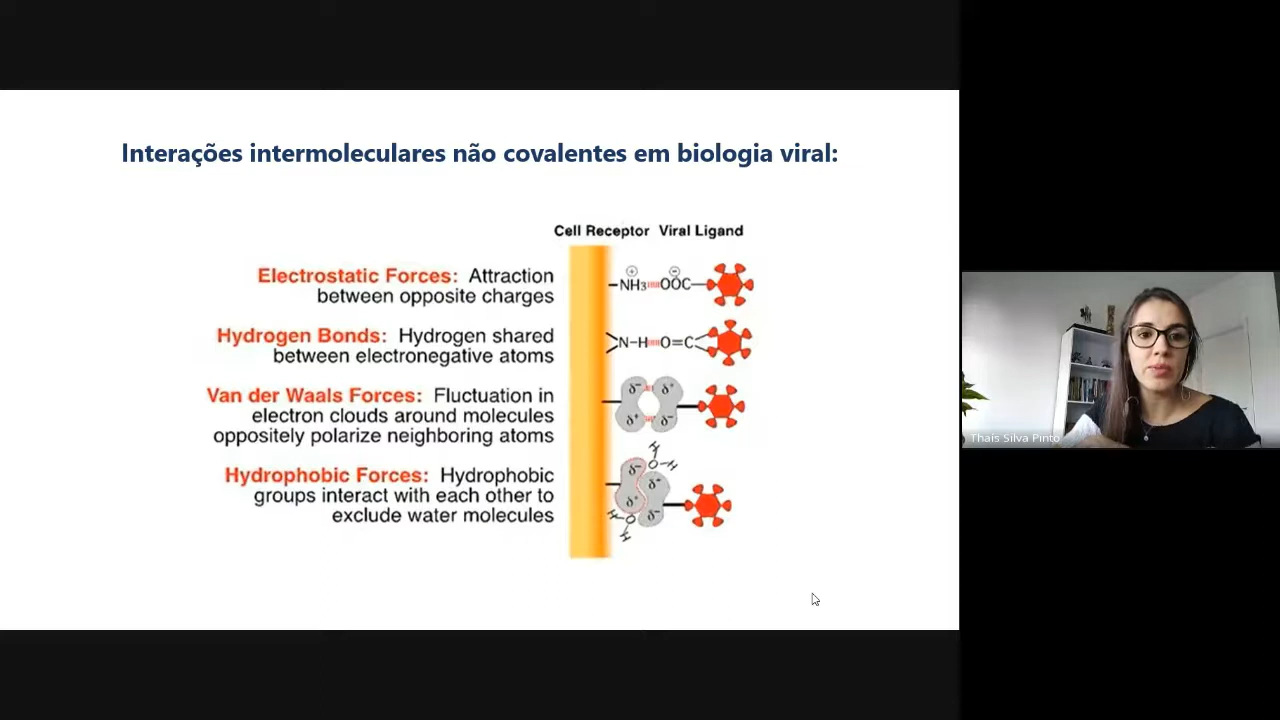 Interações intermoleculares não covalentes em biologia viral:
Cell Receptor Viral Ligand
Electrostatic Forces: Attraction
between opposite charges
NH3 OOC
Hydrogen Bonds: Hydrogen shared
between electronegative atoms
N-H O=C
Van der Waals Forces: Fluctuation in
electron clouds around molecules
oppositely polarize neighboring atoms
δ- δ+
δ+ δ-
Hydrophobic Forces: Hydrophobic
groups interact with each other to
exclude water molecules
H
O-H
δ- δ+
δ+ δ-
H O
H
Thaís Silva Pinto